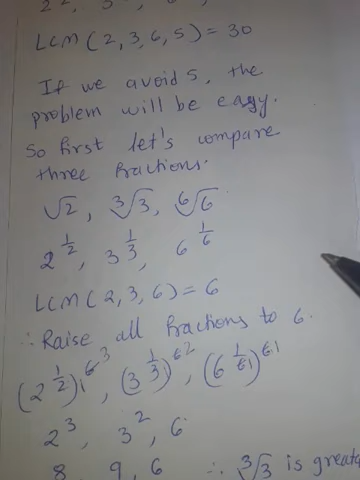 LCM (2, 3, 6, 5) = 30
If we avoid 5, the
problem will be easy.
So first let's compare
three fractions.
√2, ∛3, ⁶√6
2^(1/2), 3^(1/3), 6^(1/6)
LCM (2, 3, 6) = 6
∴ Raise all fractions to 6.
(2^(1/2))^6 3, (3^(1/3))^6 2, (6^(1/6))^6 1
2³, 3², 6
8, 9, 6 ∴ ∛3 is